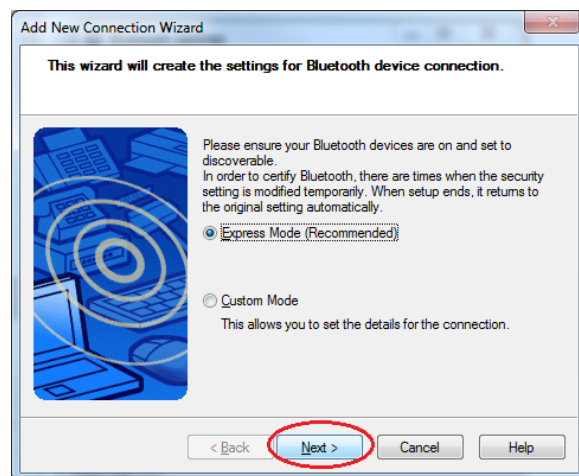 Add New Connection Wizard
This wizard will create the settings for Bluetooth device connection.
Please ensure your Bluetooth devices are on and set to
discoverable.
In order to certify Bluetooth, there are times when the security
setting is modified temporarily. When setup ends, it returns to
the original setting automatically.
Express Mode (Recommended)
Custom Mode
This allows you to set the details for the connection.
< Back Next > Cancel Help